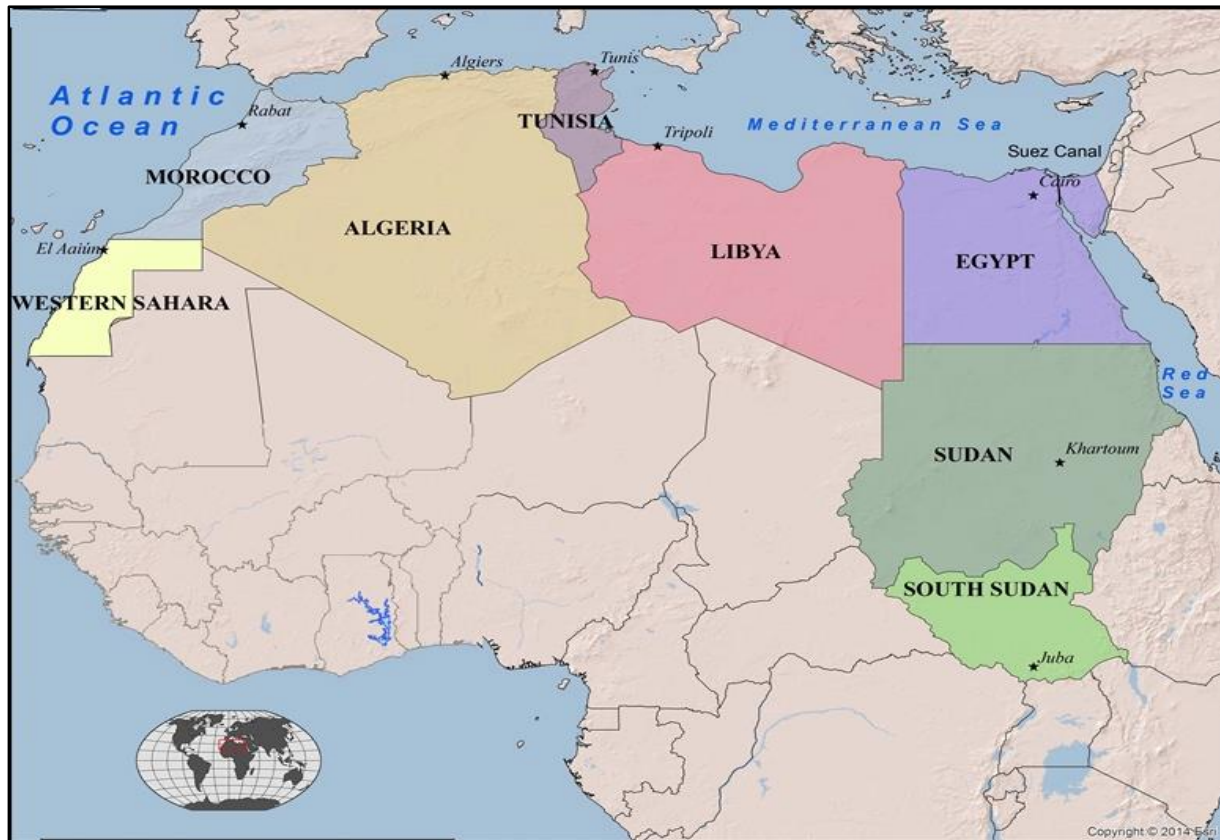 Atlantic
Ocean
Algiers
Tunis
Rabat
TUNISIA
Tripoli
Mediterranean Sea
Suez Canal
MOROCCO
Cairo
El Aaiún
ALGERIA
LIBYA
EGYPT
WESTERN SAHARA
Red
Sea
SUDAN
Khartoum
SOUTH SUDAN
Juba
Copyright © 2014 Esri